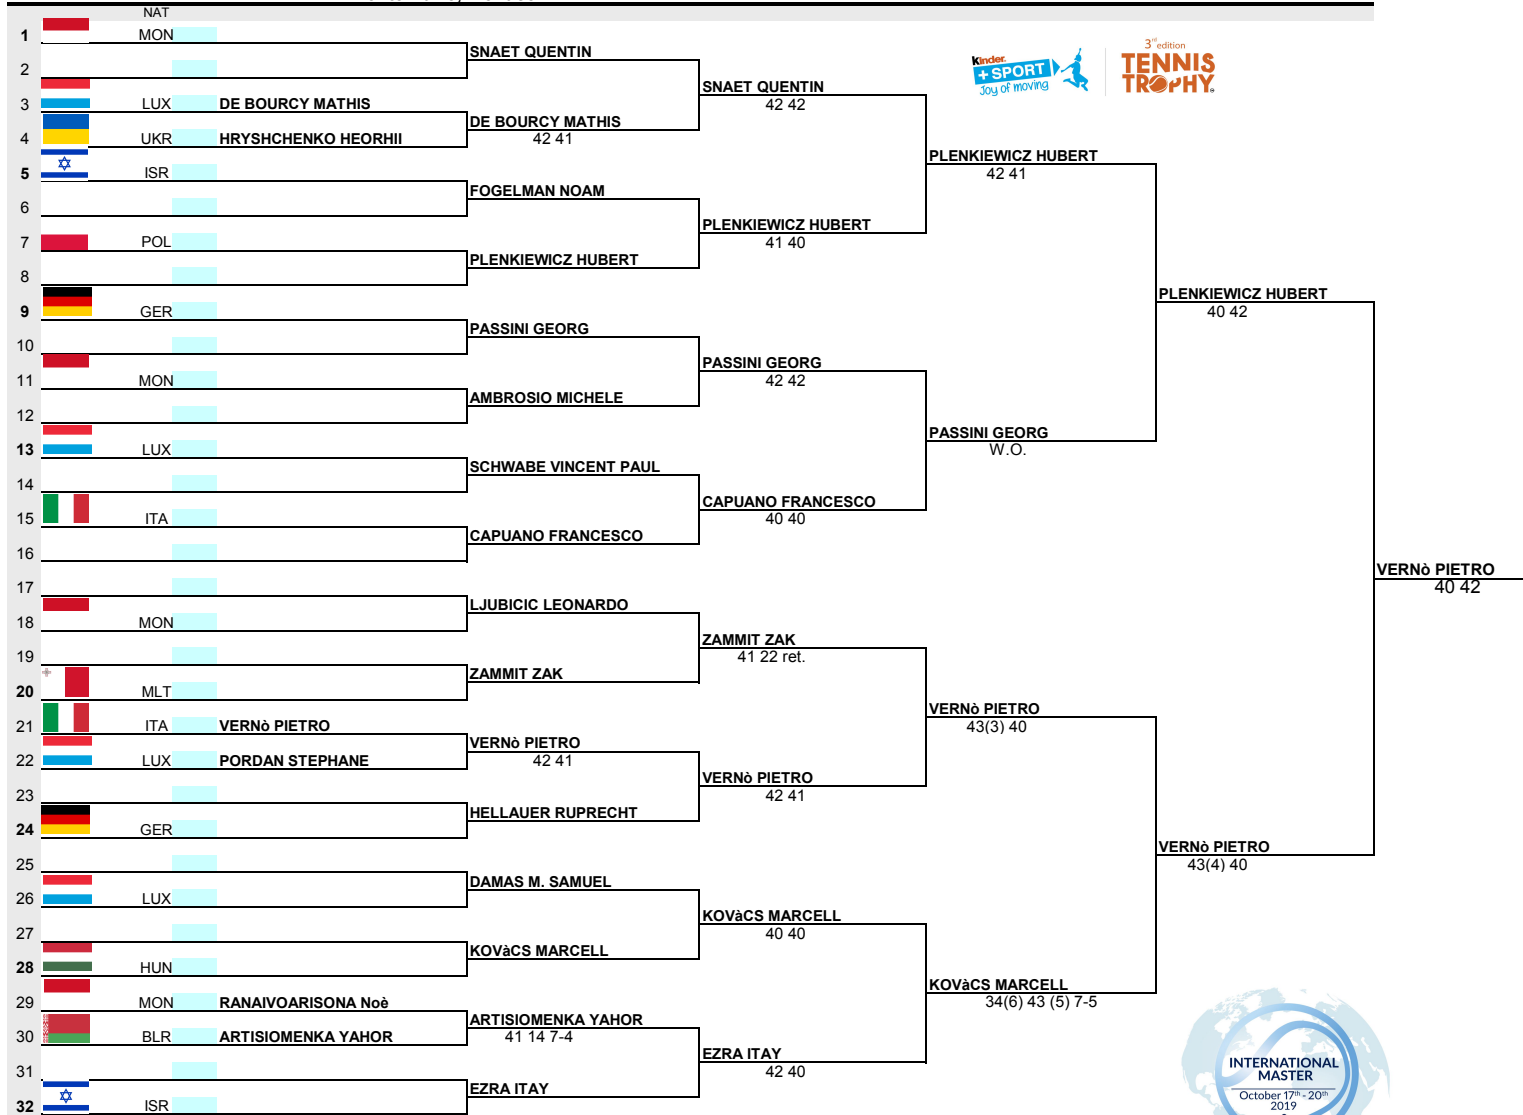 NAT
1 MON
SNAET QUENTIN
2
SNAET QUENTIN
42 42
3 LUX DE BOURCY MATHIS
DE BOURCY MATHIS
42 41
4 UKR HRYSHCHENKO HEORHII
PLENKIEWICZ HUBERT
42 41
5 ISR
FOGELMAN NOAM
6
PLENKIEWICZ HUBERT
41 40
7 POL
PLENKIEWICZ HUBERT
8
PLENKIEWICZ HUBERT
40 42
9 GER
PASSINI GEORG
10
PASSINI GEORG
42 42
11 MON
AMBROSIO MICHELE
12
PASSINI GEORG
W.O.
13 LUX
SCHWABE VINCENT PAUL
14
CAPUANO FRANCESCO
40 40
15 ITA
CAPUANO FRANCESCO
16
VERNò PIETRO
40 42
17
LJUBICIC LEONARDO
18 MON
ZAMMIT ZAK
41 22 ret.
19
ZAMMIT ZAK
20 MLT
VERNò PIETRO
43(3) 40
21 ITA VERNò PIETRO
VERNò PIETRO
42 41
22 LUX PORDAN STEPHANE
VERNò PIETRO
42 41
23
HELLAUER RUPRECHT
24 GER
VERNò PIETRO
43(4) 40
25
DAMAS M. SAMUEL
26 LUX
KOVàCS MARCELL
40 40
27
KOVàCS MARCELL
28 HUN
KOVàCS MARCELL
34(6) 43 (5) 7-5
29 MON RANAIVOARISONA Noè
ARTISIOMENKA YAHOR
41 14 7-4
30 BLR ARTISIOMENKA YAHOR
EZRA ITAY
42 40
31
EZRA ITAY
32 ISR
Kinder
+SPORT
Joy of moving
3rd edition
TENNIS
TROPHY
INTERNATIONAL
MASTER
October 17th - 20th
2019